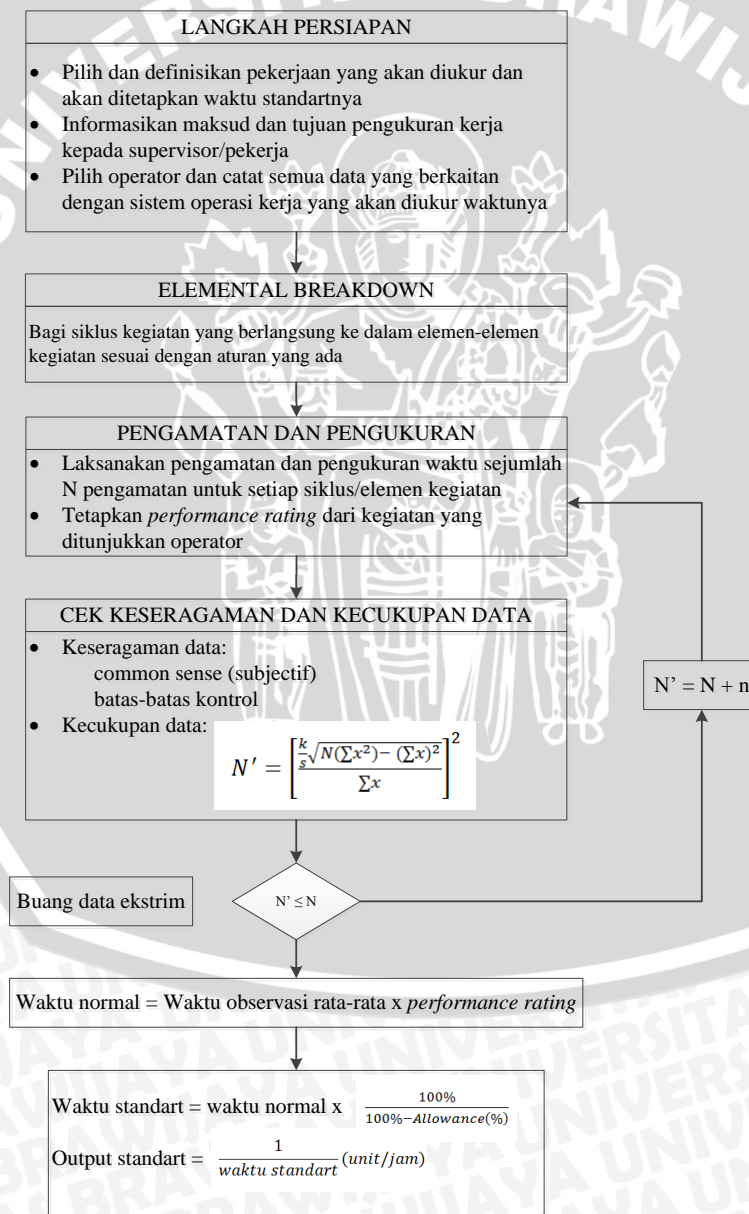 LANGKAH PERSIAPAN
• Pilih dan definisikan pekerjaan yang akan diukur dan
akan ditetapkan waktu standartnya
• Informasikan maksud dan tujuan pengukuran kerja
kepada supervisor/pekerja
• Pilih operator dan catat semua data yang berkaitan
dengan sistem operasi kerja yang akan diukur waktunya
ELEMENTAL BREAKDOWN
Bagi siklus kegiatan yang berlangsung ke dalam elemen-elemen
kegiatan sesuai dengan aturan yang ada
PENGAMATAN DAN PENGUKURAN
• Laksanakan pengamatan dan pengukuran waktu sejumlah
N pengamatan untuk setiap siklus/elemen kegiatan
• Tetapkan performance rating dari kegiatan yang
ditunjukkan operator
CEK KESERAGAMAN DAN KECUKUPAN DATA
• Keseragaman data:
common sense (subjectif)
batas-batas kontrol
• Kecukupan data:
N' = [k/s √N(∑x²)− (∑x)² / ∑x]²
N' = N + n
Buang data ekstrim
N' ≤ N
Waktu normal = Waktu observasi rata-rata x performance rating
Waktu standart = waktu normal x 100% / 100%−Allowance(%)
Output standart = 1 / waktu standart (unit/jam)